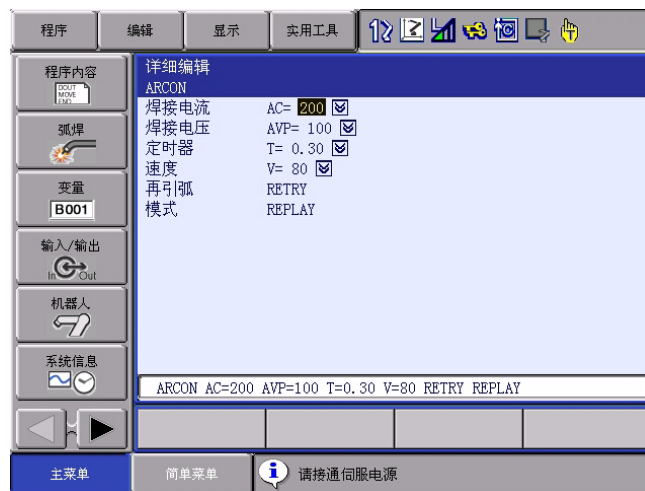 程序 编辑 显示 实用工具
程序内容
DOUT
MOVE
END
弧焊
变量
B001
输入/输出
In Out
机器人
系统信息
详细编辑
ARCON
焊接电流 AC= 200
焊接电压 AVP= 100
定时器 T= 0.30
速度 V= 80
再引弧 RETRY
模式 REPLAY
ARCON AC=200 AVP=100 T=0.30 V=80 RETRY REPLAY
主菜单 简单菜单 请接通伺服电源